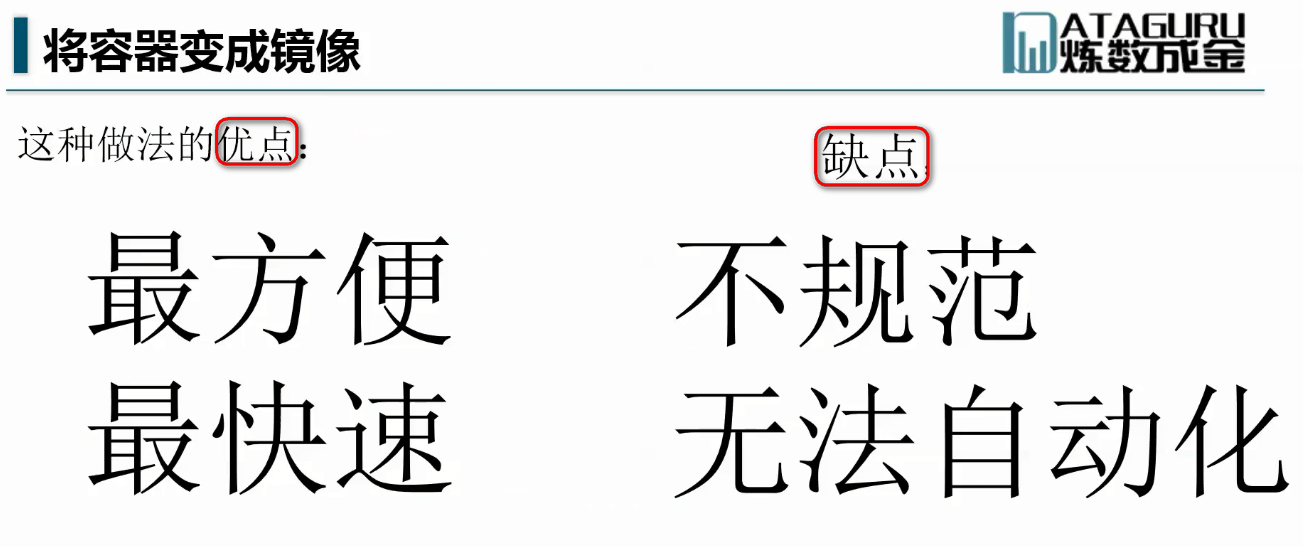 将容器变成镜像
DATAGURU
炼数成金
这种做法的优点：
缺点：
最方便
不规范
最快速
无法自动化